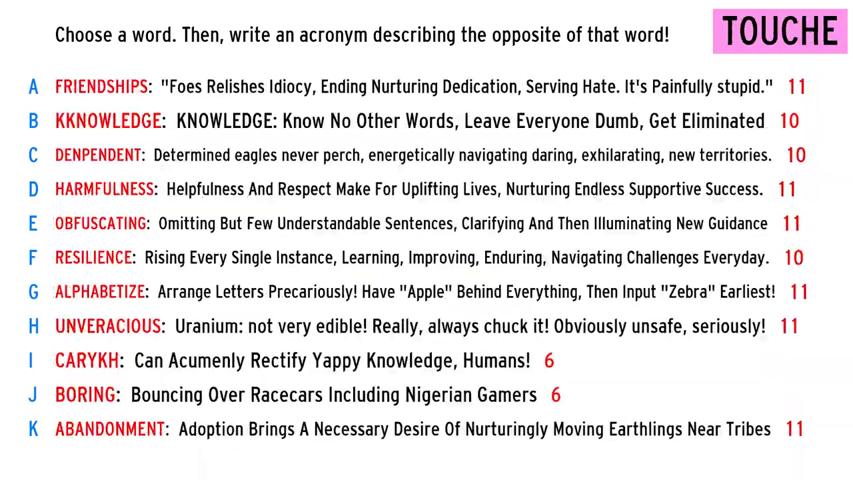 Choose a word. Then, write an acronym describing the opposite of that word!
TOUCHE
A FRIENDSHIPS: "Foes Relishes Idiocy, Ending Nurturing Dedication, Serving Hate. It's Painfully stupid." 11
B KKNOWLEDGE: KNOWLEDGE: Know No Other Words, Leave Everyone Dumb, Get Eliminated 10
C DENPENDENT: Determined eagles never perch, energetically navigating daring, exhilarating, new territories. 10
D HARMFULNESS: Helpfulness And Respect Make For Uplifting Lives, Nurturing Endless Supportive Success. 11
E OBFUSCATING: Omitting But Few Understandable Sentences, Clarifying And Then Illuminating New Guidance 11
F RESILIENCE: Rising Every Single Instance, Learning, Improving, Enduring, Navigating Challenges Everyday. 10
G ALPHABETIZE: Arrange Letters Precariously! Have "Apple" Behind Everything, Then Input "Zebra" Earliest! 11
H UNVERACIOUS: Uranium: not very edible! Really, always chuck it! Obviously unsafe, seriously! 11
I CARYKH: Can Acumenly Rectify Yappy Knowledge, Humans! 6
J BORING: Bouncing Over Racecars Including Nigerian Gamers 6
K ABANDONMENT: Adoption Brings A Necessary Desire Of Nurturingly Moving Earthlings Near Tribes 11